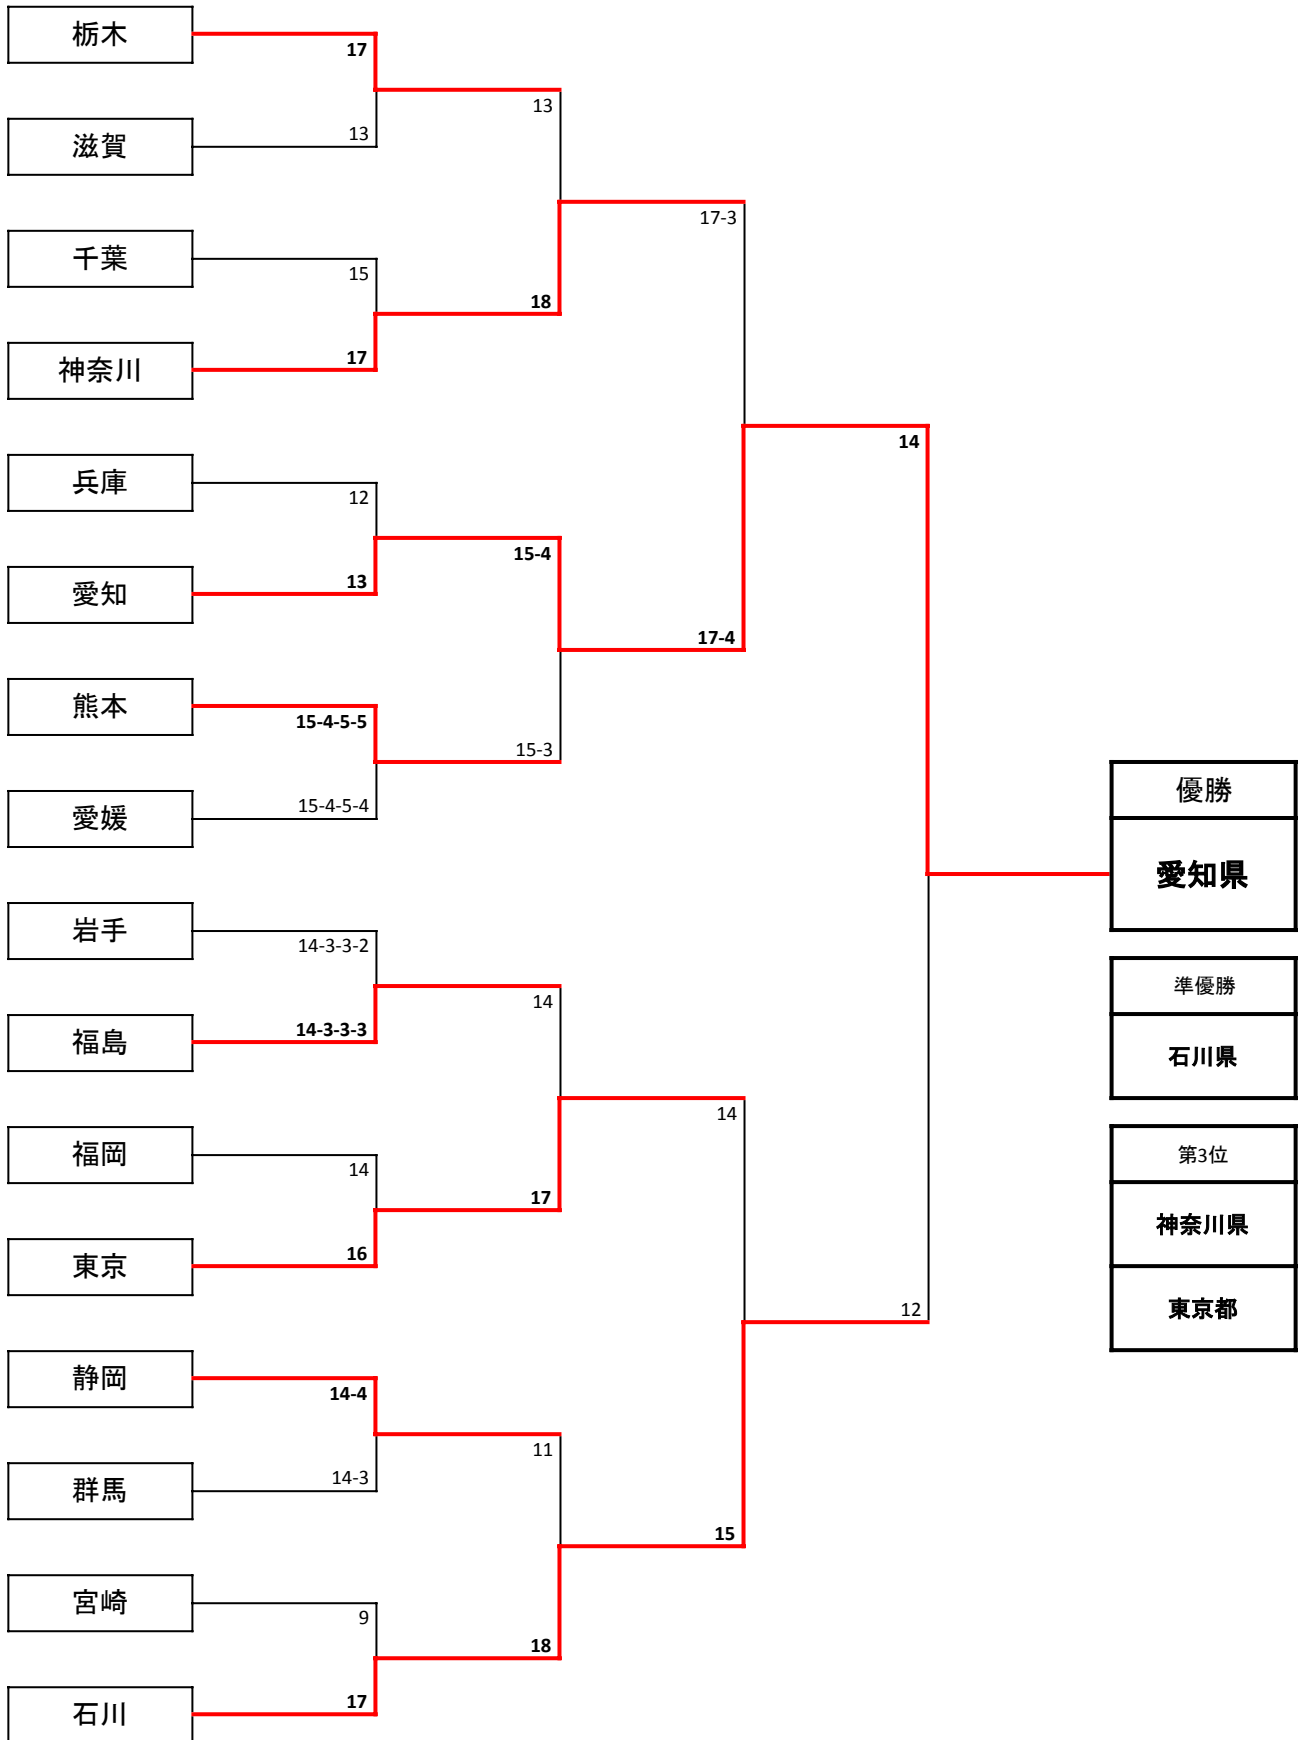 栃木
17
13
13
滋賀
17-3
千葉
15
18
17
神奈川
14
兵庫
12
15-4
13
愛知
17-4
熊本
15-4-5-5
15-3
15-4-5-4
愛媛
優勝
愛知県
岩手
14-3-3-2
準優勝
14
14-3-3-3
福島
石川県
14
福岡
14
第3位
17
神奈川県
16
東京
12
東京都
静岡
14-4
11
14-3
群馬
15
宮崎
9
18
17
石川